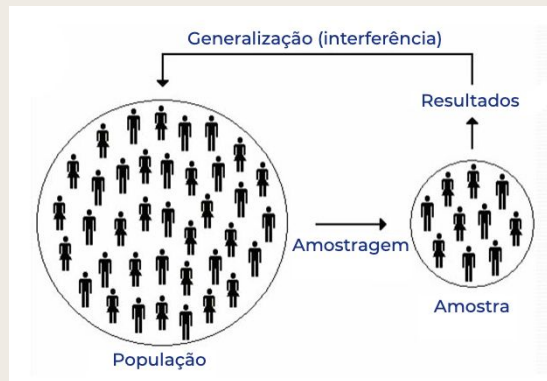 Generalização (interferência)
Resultados
Amostragem
Amostra
População